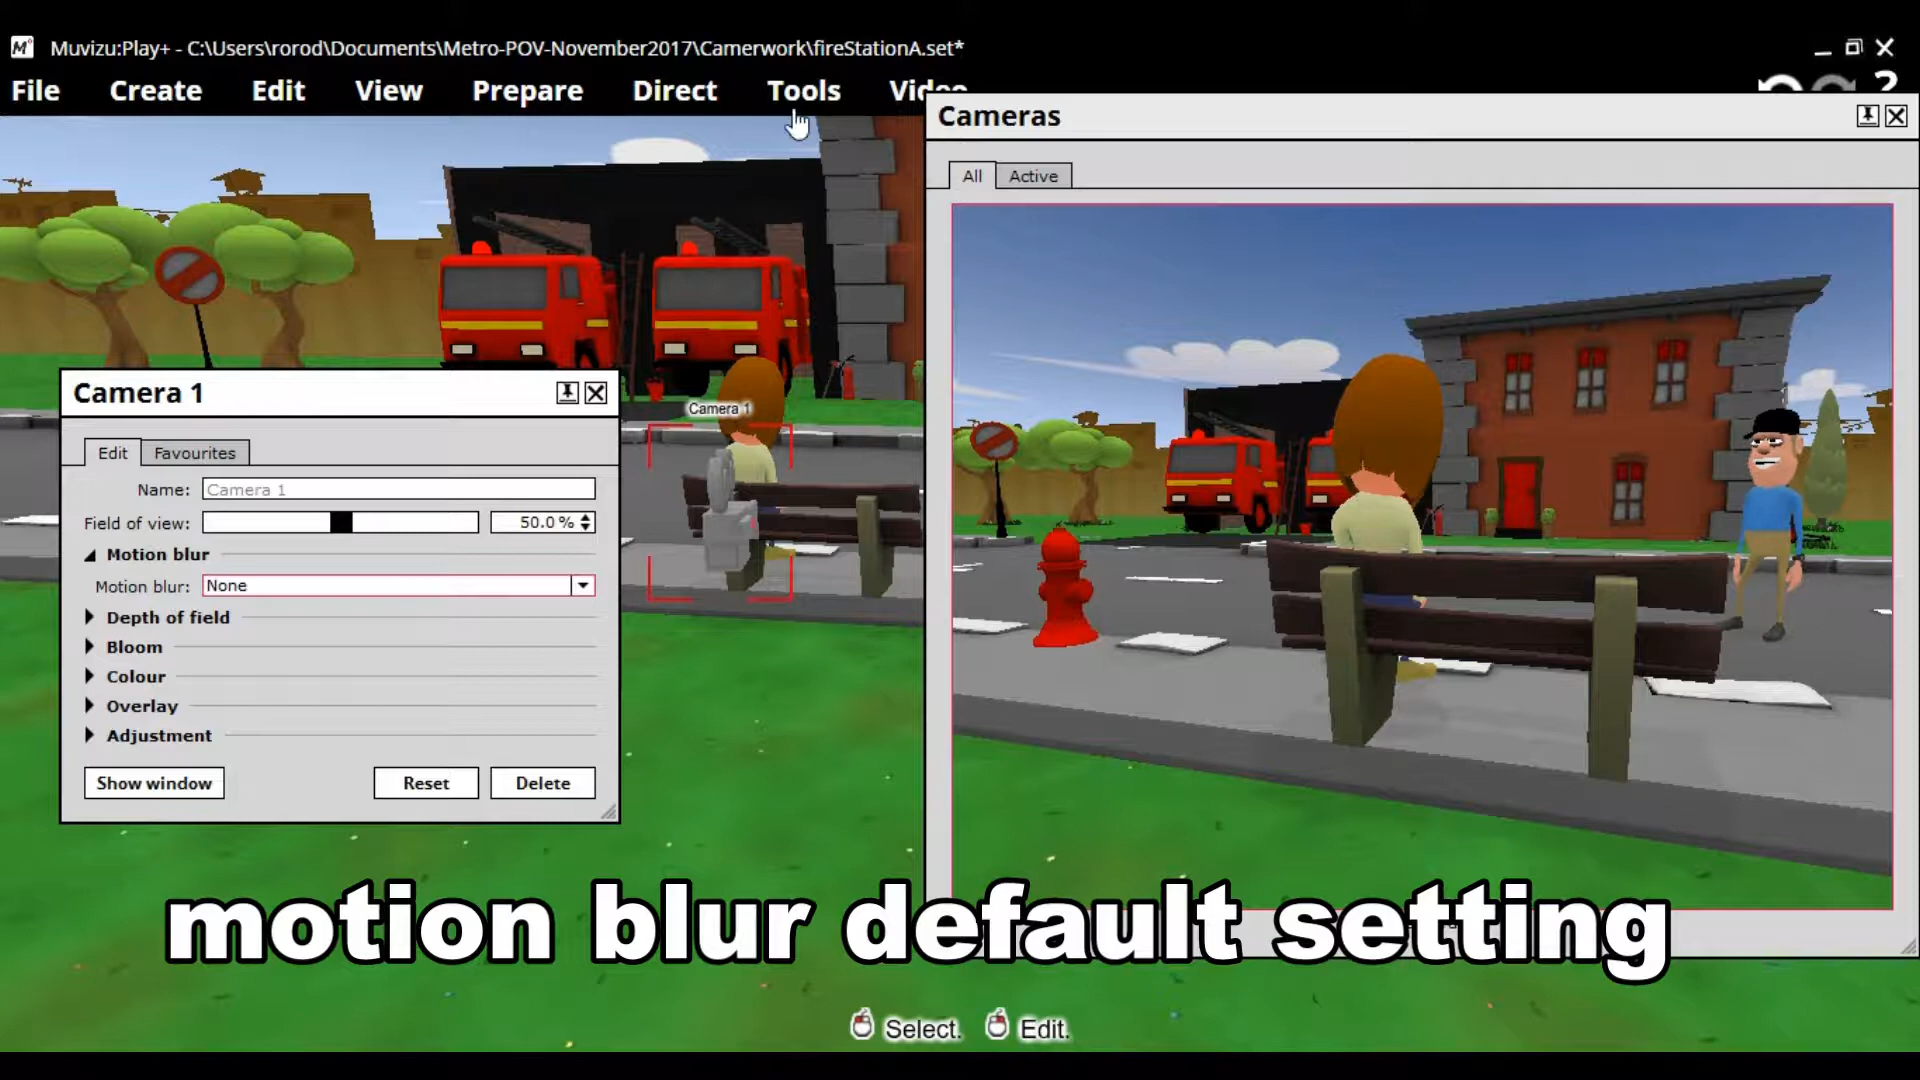 Muvizu:Play+ - C:\Users\rorod\Documents\Metro-POV-November2017\Camerwork\fireStationA.set*
File Create Edit View Prepare Direct Tools Video
?
Cameras
All Active
Camera 1
Camera 1
Edit Favourites
Name: Camera 1
Field of view: 50.0 %
Motion blur
Motion blur: None
Depth of field
Bloom
Colour
Overlay
Adjustment
Show window Reset Delete
motion blur default setting
Select. Edit.